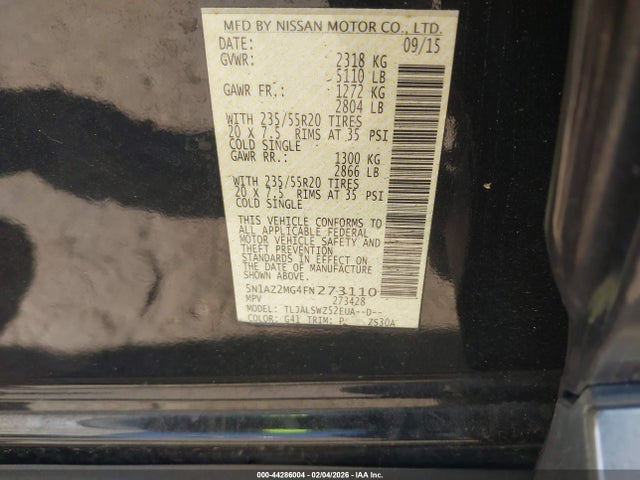 MFD BY NISSAN MOTOR CO., LTD.
DATE: 09/15
GVWR: 2318 KG
5110 LB
GAWR FR.: 1272 KG
2804 LB
WITH 235/55R20 TIRES
20 X 7.5 RIMS AT 35 PSI
COLD SINGLE
GAWR RR.: 1300 KG
2866 LB
WITH 235/55R20 TIRES
20 X 7.5 RIMS AT 35 PSI
COLD SINGLE
THIS VEHICLE CONFORMS TO
ALL APPLICABLE FEDERAL
MOTOR VEHICLE SAFETY AND
THEFT PREVENTION
STANDARDS IN EFFECT ON
THE DATE OF MANUFACTURE
SHOWN ABOVE.
5N1AZ2MG4FN273110
MPV 273428
MODEL: TLJALSWZ52EUA--D--
COLOR: G41 TRIM: P ZS30A
000-44286004 | 02/04/2026 | IAA Inc.